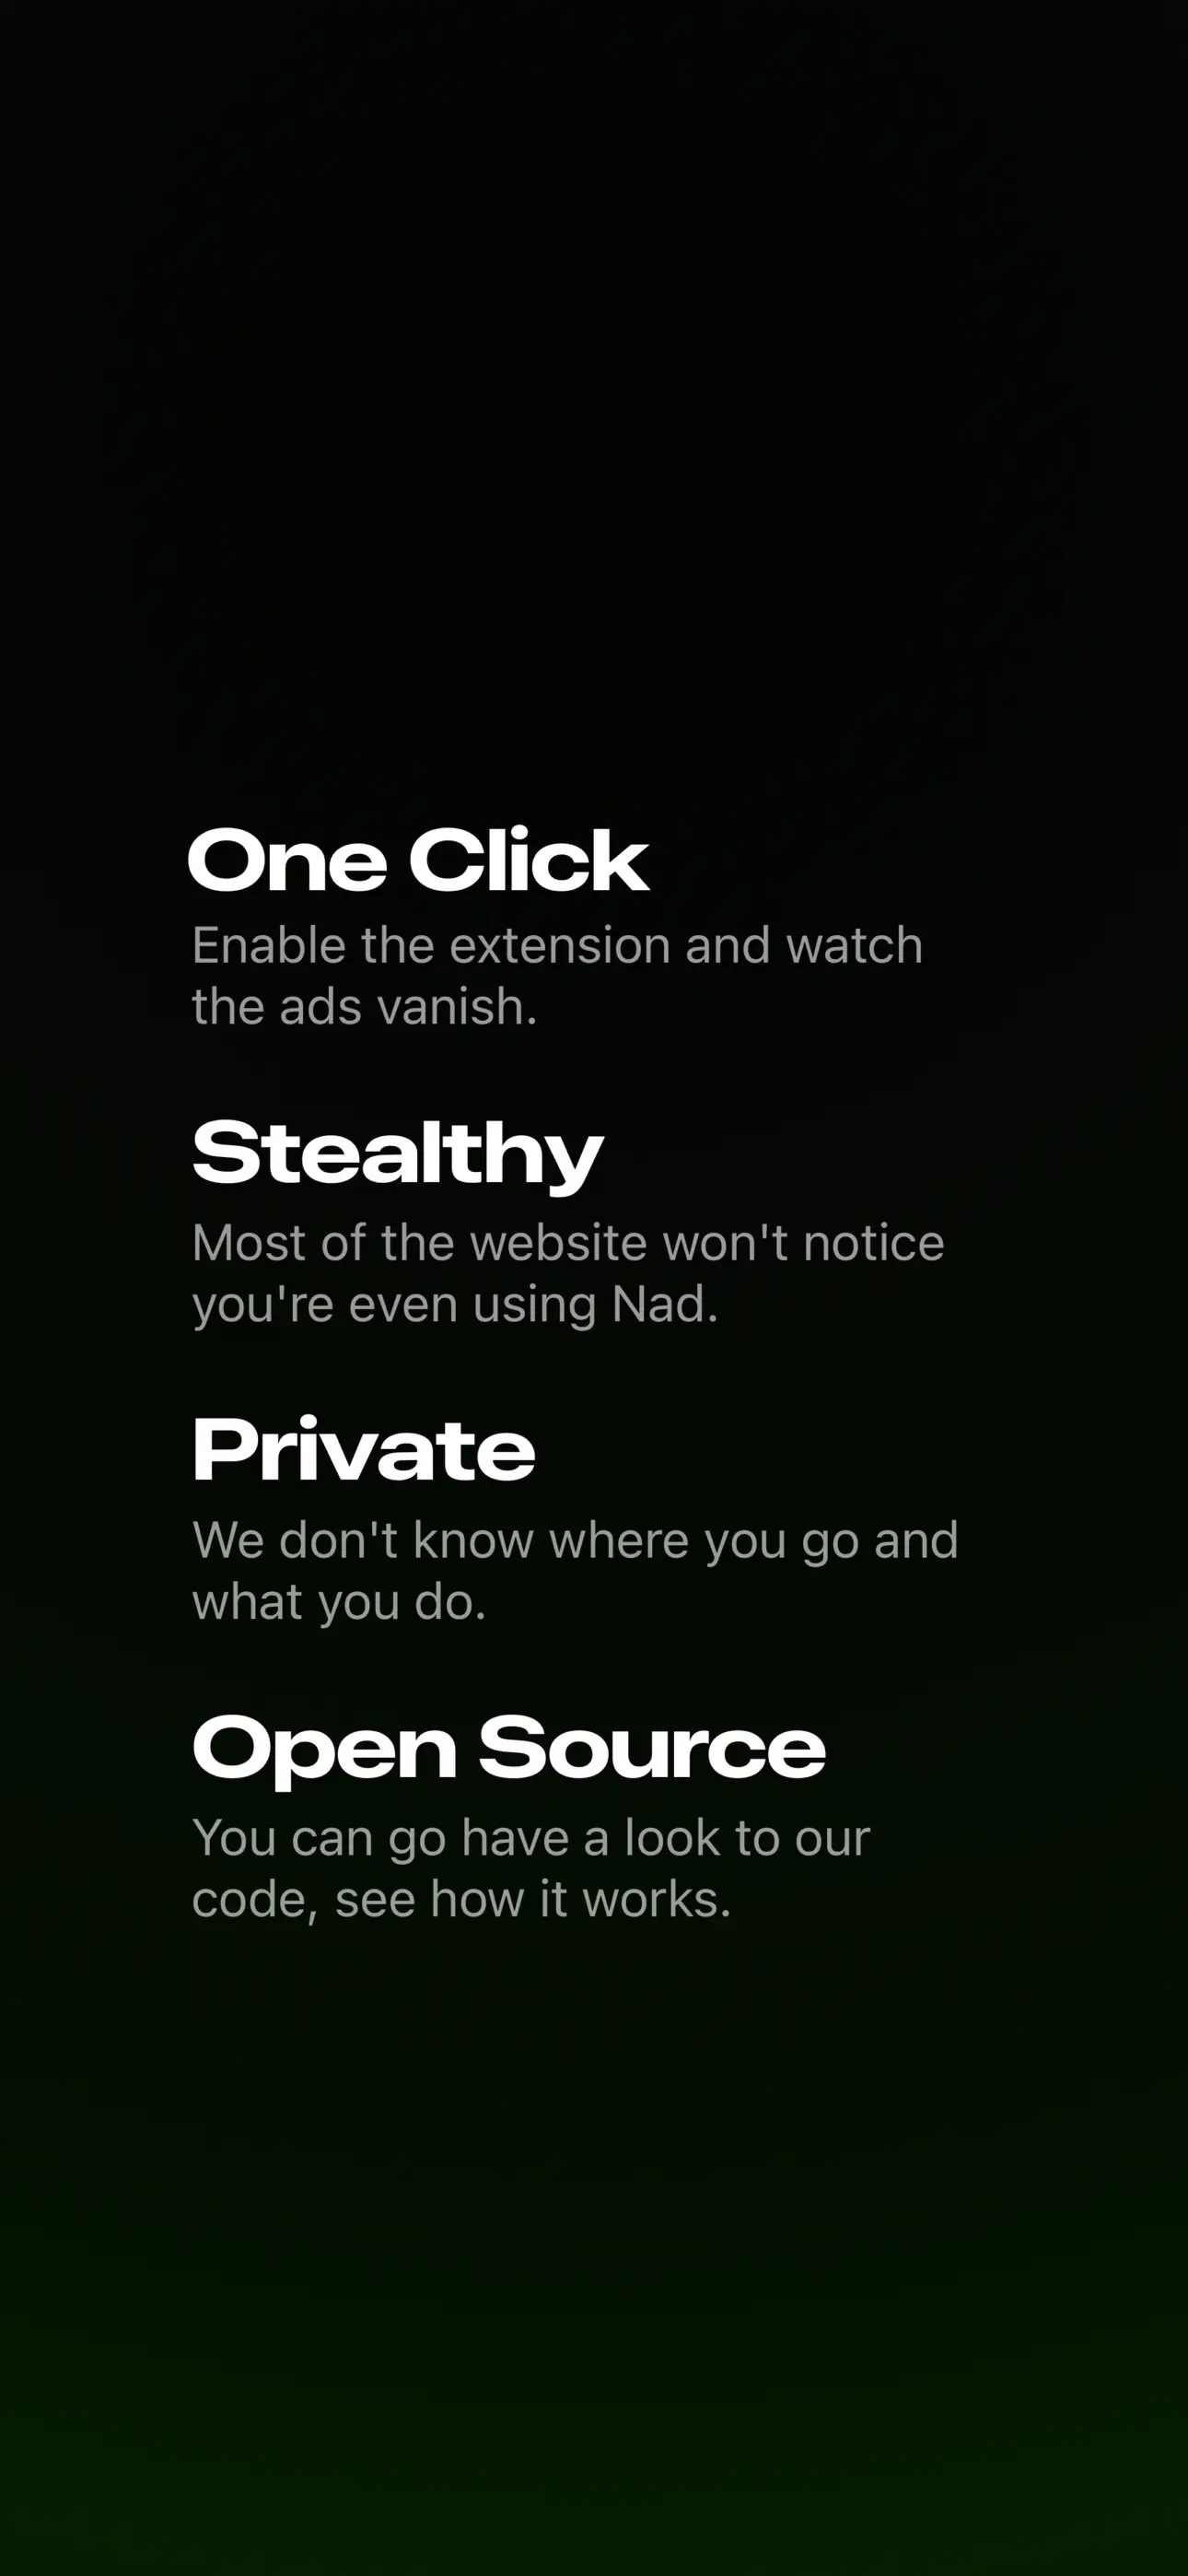 One Click
Enable the extension and watch
the ads vanish.
Stealthy
Most of the website won't notice
you're even using Nad.
Private
We don't know where you go and
what you do.
Open Source
You can go have a look to our
code, see how it works.